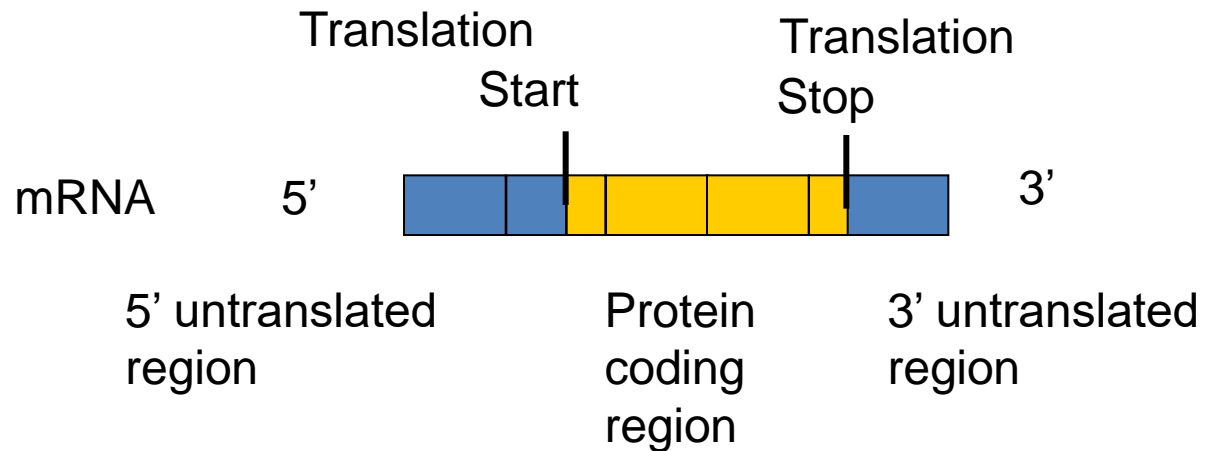 Translation
Start
Translation
Stop
mRNA
5’
3’
5’ untranslated
region
Protein
coding
region
3’ untranslated
region